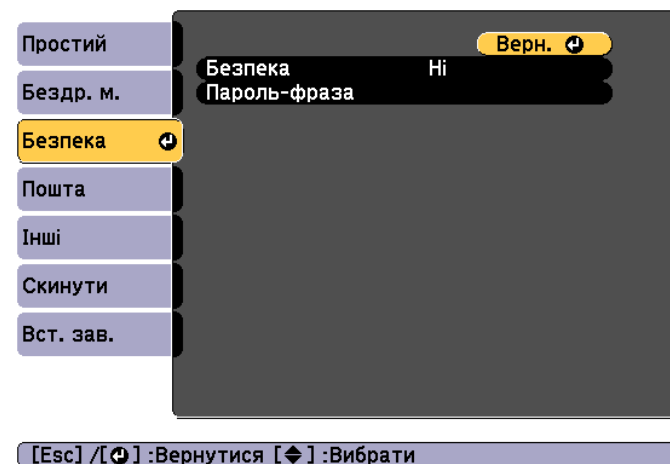 Простий
Бездр. м.
Безпека
Пошта
Інші
Скинути
Вст. зав.
Верн.
Безпека Ні
Пароль-фраза
[Esc] /[ ] :Вернутися [ ] :Вибрати